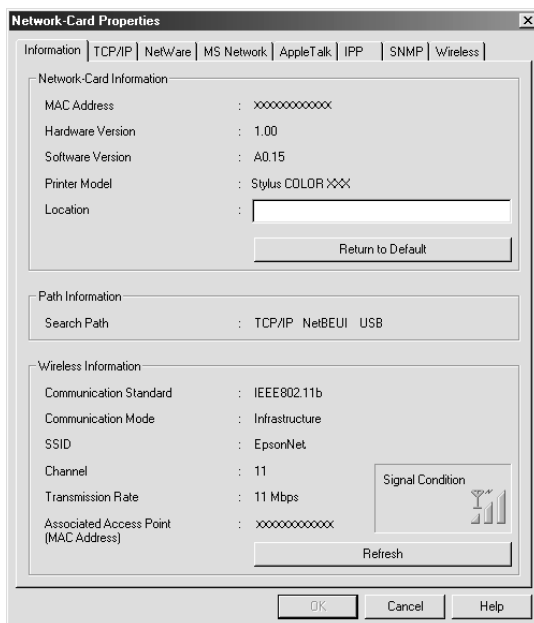 Network-Card Properties
Information TCP/IP NetWare MS Network AppleTalk IPP SNMP Wireless
Network-Card Information
MAC Address : XXXXXXXXXXXX
Hardware Version : 1.00
Software Version : A0.15
Printer Model : Stylus COLOR XXX
Location :
Return to Default
Path Information
Search Path : TCP/IP NetBEUI USB
Wireless Information
Communication Standard : IEEE802.11b
Communication Mode : Infrastructure
SSID : EpsonNet
Channel : 11
Signal Condition
Transmission Rate : 11 Mbps
Associated Access Point : XXXXXXXXXXXX
(MAC Address)
Refresh
OK Cancel Help